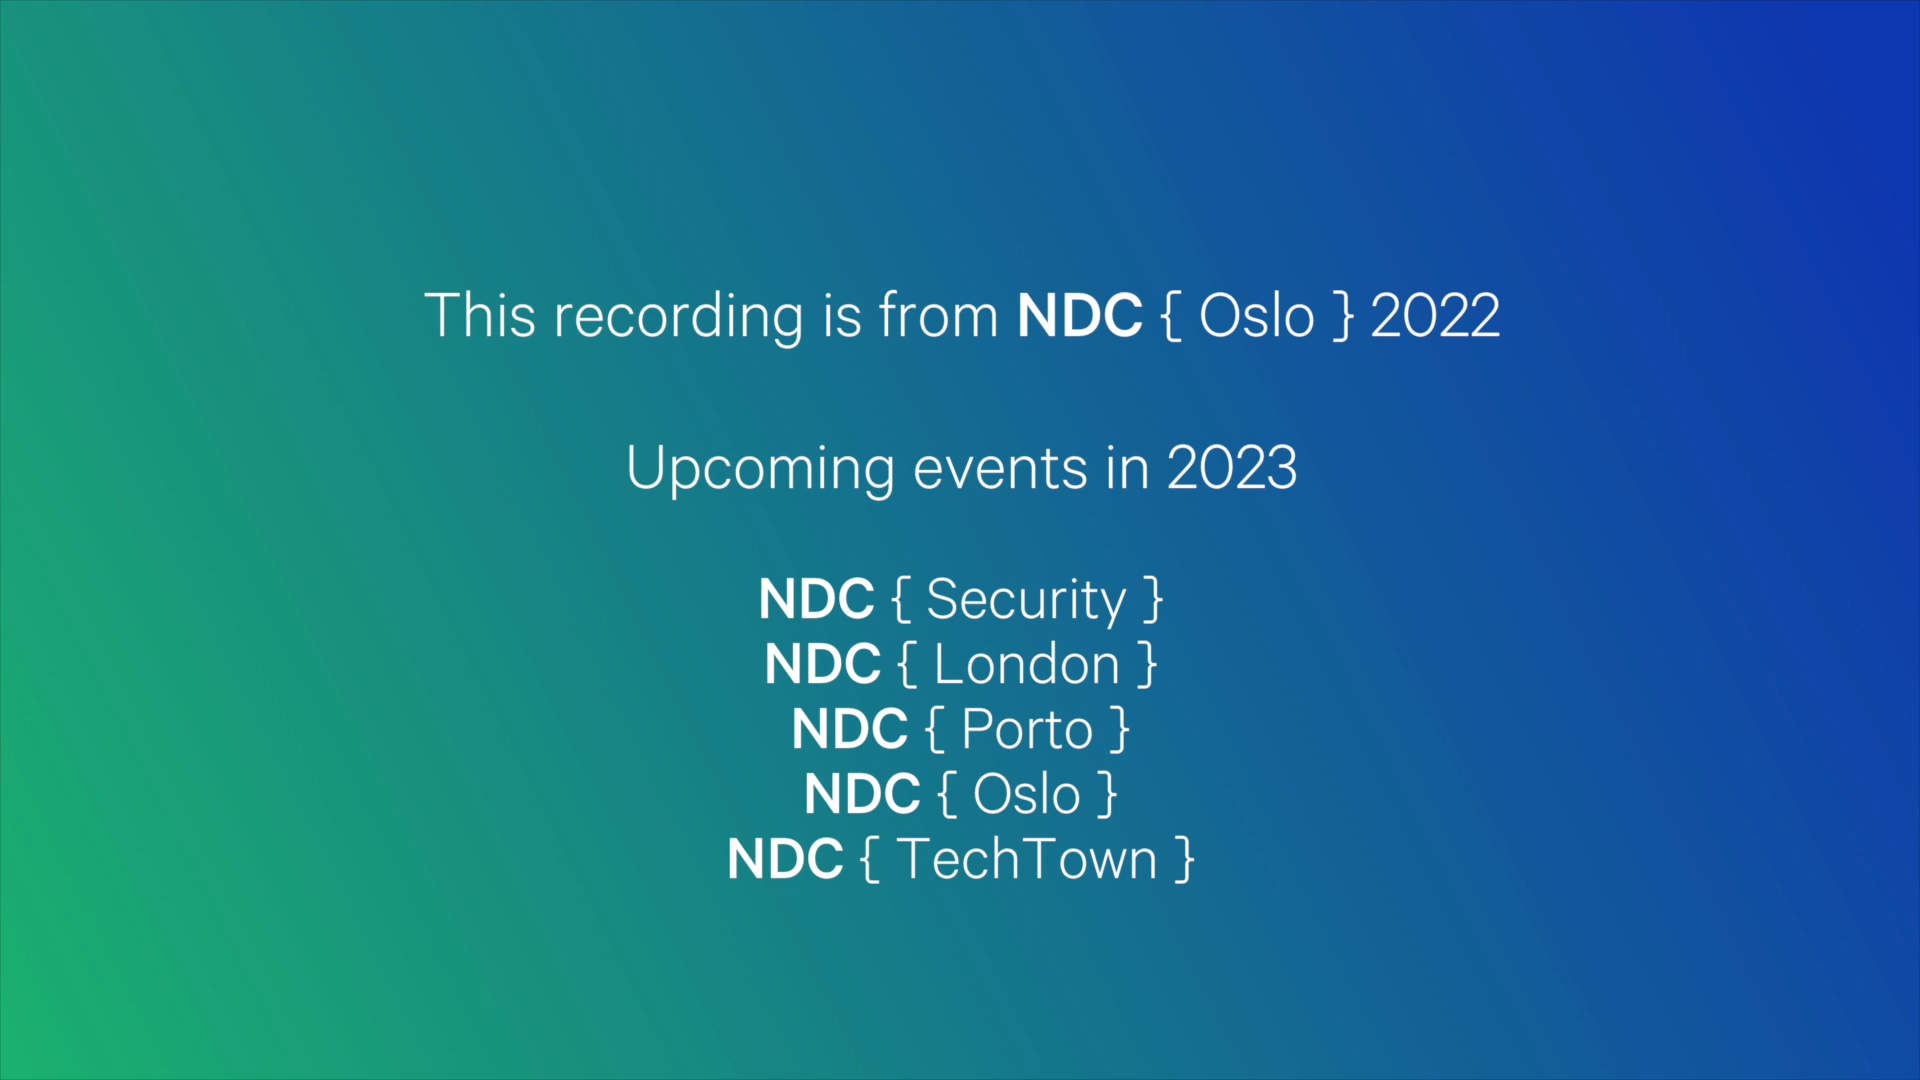 This recording is from NDC { Oslo } 2022
Upcoming events in 2023
NDC { Security }
NDC { London }
NDC { Porto }
NDC { Oslo }
NDC { TechTown }